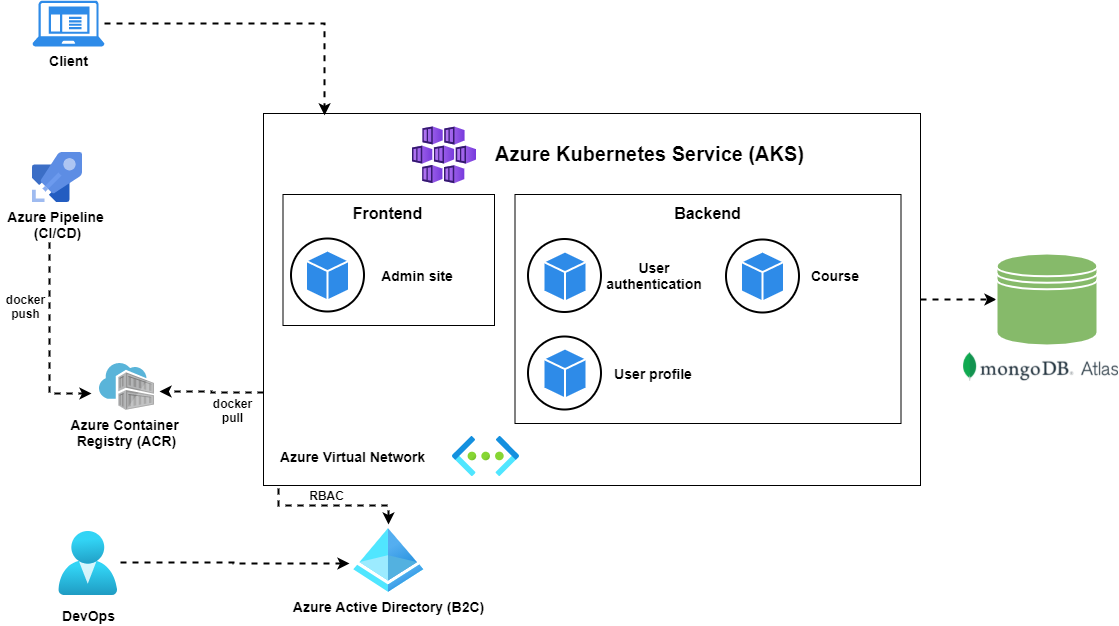 Client
Azure Kubernetes Service (AKS)
Azure Pipeline
(CI/CD)
Frontend
Admin site
Backend
User
authentication
Course
User profile
docker
push
mongoDB. Atlas
docker
pull
Azure Container
Registry (ACR)
Azure Virtual Network
RBAC
DevOps
Azure Active Directory (B2C)